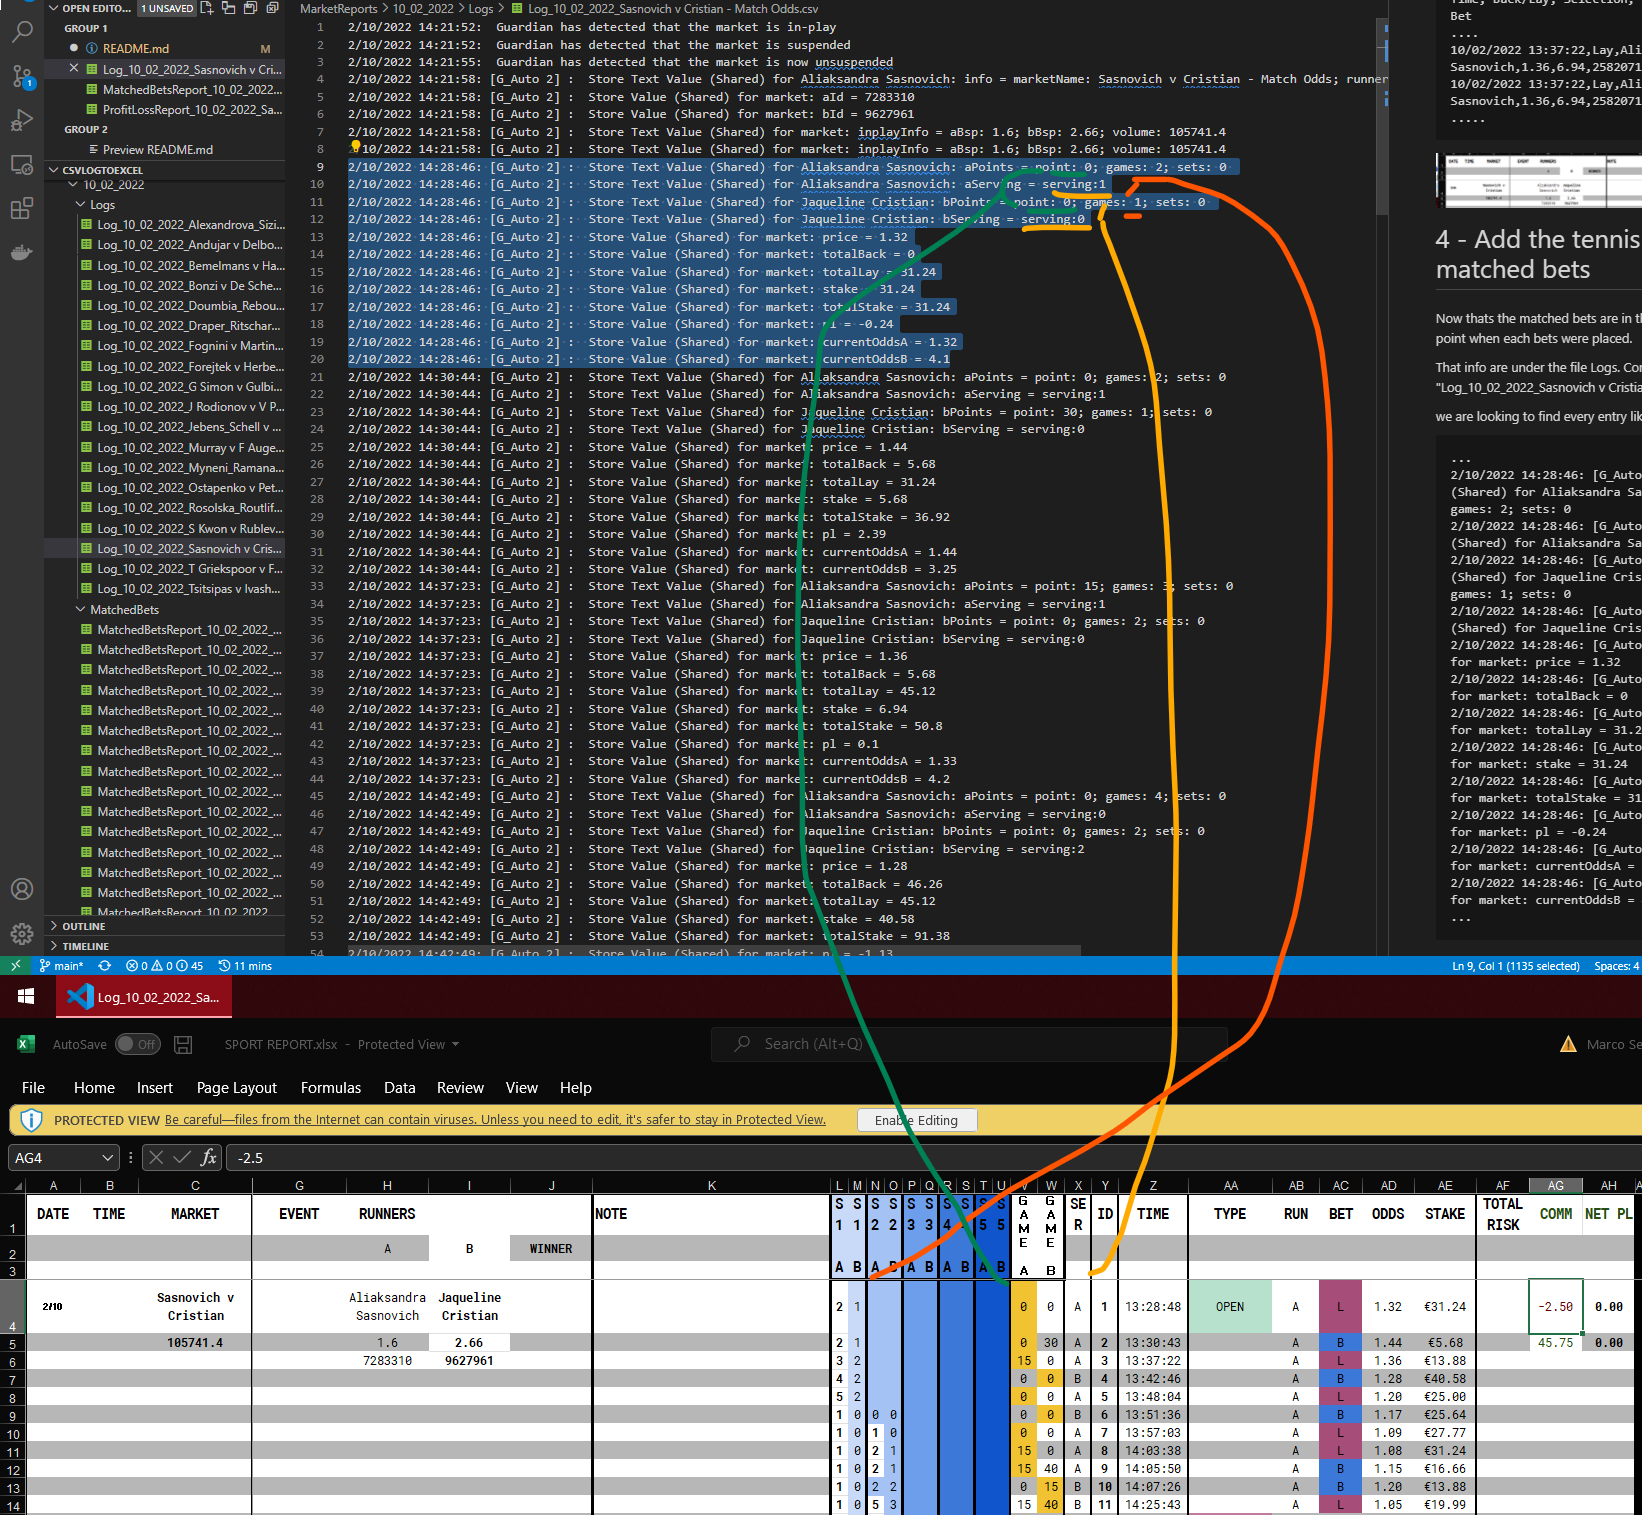 OPEN EDITO... 1 UNSAVED
GROUP 1
README.md M
Log_10_02_2022_Sasnovich v Cri...
MatchedBetsReport_10_02_2022...
ProfitLossReport_10_02_2022_Sa...
GROUP 2
Preview README.md
CSVLOGTOEXCEL
10_02_2022
Logs
Log_10_02_2022_Alexandrova_Sizi...
Log_10_02_2022_Andujar v Delbo...
Log_10_02_2022_Bemelmans v Ha...
Log_10_02_2022_Bonzi v De Sche...
Log_10_02_2022_Doumbia_Rebou...
Log_10_02_2022_Draper_Ritschar...
Log_10_02_2022_Fognini v Martin...
Log_10_02_2022_Forejtek v Herbe...
Log_10_02_2022_G Simon v Gulbi...
Log_10_02_2022_J Rodionov v V P...
Log_10_02_2022_Jebens_Schell v ...
Log_10_02_2022_Murray v F Auge...
Log_10_02_2022_Myneni_Ramana...
Log_10_02_2022_Ostapenko v Pet...
Log_10_02_2022_Rosolska_Routlif...
Log_10_02_2022_S Kwon v Rublev...
Log_10_02_2022_Sasnovich v Cris...
Log_10_02_2022_T Griekspoor v F...
Log_10_02_2022_Tsitsipas v Ivash...
MatchedBets
MatchedBetsReport_10_02_2022_...
MatchedBetsReport_10_02_2022_...
MatchedBetsReport_10_02_2022_...
MatchedBetsReport_10_02_2022_...
MatchedBetsReport_10_02_2022_...
MatchedBetsReport_10_02_2022_...
MatchedBetsReport_10_02_2022_...
MatchedBetsReport_10_02_2022_...
MatchedBetsReport_10_02_2022_...
MatchedBetsReport_10_02_2022_...
MatchedBetsReport_10_02_2022_...
MatchedBetsReport_10_02_2022_...
MatchedBetsReport_10_02_2022_...
MatchedBetsReport_10_02_2022_...
MatchedBetsReport_10_02_2022
OUTLINE
TIMELINE
MarketReports > 10_02_2022 > Logs > Log_10_02_2022_Sasnovich v Cristian - Match Odds.csv
1 2/10/2022 14:21:52: Guardian has detected that the market is in-play
2 2/10/2022 14:21:52: Guardian has detected that the market is suspended
3 2/10/2022 14:21:55: Guardian has detected that the market is now unsuspended
4 2/10/2022 14:21:58: [G_Auto 2] : Store Text Value (Shared) for Aliaksandra Sasnovich: info = marketName: Sasnovich v Cristian - Match Odds; runner
5 2/10/2022 14:21:58: [G_Auto 2] : Store Value (Shared) for market: aId = 7283310
6 2/10/2022 14:21:58: [G_Auto 2] : Store Value (Shared) for market: bId = 9627961
7 2/10/2022 14:21:58: [G_Auto 2] : Store Text Value (Shared) for market: inplayInfo = aBsp: 1.6; bBsp: 2.66; volume: 105741.4
8 2/10/2022 14:21:58: [G_Auto 2] : Store Value (Shared) for market: inplayInfo = aBsp: 1.6; bBsp: 2.66; volume: 105741.4
9 2/10/2022 14:28:46: [G_Auto 2] : Store Text Value (Shared) for Aliaksandra Sasnovich: aPoints = point: 0; games: 2; sets: 0
10 2/10/2022 14:28:46: [G_Auto 2] : Store Text Value (Shared) for Aliaksandra Sasnovich: aServing = serving:1
11 2/10/2022 14:28:46: [G_Auto 2] : Store Text Value (Shared) for Jaqueline Cristian: bPoints = point: 0; games: 1; sets: 0
12 2/10/2022 14:28:46: [G_Auto 2] : Store Text Value (Shared) for Jaqueline Cristian: bServing = serving:0
13 2/10/2022 14:28:46: [G_Auto 2] : Store Value (Shared) for market: price = 1.32
14 2/10/2022 14:28:46: [G_Auto 2] : Store Value (Shared) for market: totalBack = 0
15 2/10/2022 14:28:46: [G_Auto 2] : Store Value (Shared) for market: totalLay = 31.24
16 2/10/2022 14:28:46: [G_Auto 2] : Store Value (Shared) for market: stake = 31.24
17 2/10/2022 14:28:46: [G_Auto 2] : Store Value (Shared) for market: totalStake = 31.24
18 2/10/2022 14:28:46: [G_Auto 2] : Store Value (Shared) for market: pl = -0.24
19 2/10/2022 14:28:46: [G_Auto 2] : Store Value (Shared) for market: currentOddsA = 1.32
20 2/10/2022 14:28:46: [G_Auto 2] : Store Value (Shared) for market: currentOddsB = 4.1
21 2/10/2022 14:30:44: [G_Auto 2] : Store Text Value (Shared) for Aliaksandra Sasnovich: aPoints = point: 0; games: 2; sets: 0
22 2/10/2022 14:30:44: [G_Auto 2] : Store Text Value (Shared) for Aliaksandra Sasnovich: aServing = serving:1
23 2/10/2022 14:30:44: [G_Auto 2] : Store Text Value (Shared) for Jaqueline Cristian: bPoints = point: 30; games: 1; sets: 0
24 2/10/2022 14:30:44: [G_Auto 2] : Store Text Value (Shared) for Jaqueline Cristian: bServing = serving:0
25 2/10/2022 14:30:44: [G_Auto 2] : Store Value (Shared) for market: price = 1.44
26 2/10/2022 14:30:44: [G_Auto 2] : Store Value (Shared) for market: totalBack = 5.68
27 2/10/2022 14:30:44: [G_Auto 2] : Store Value (Shared) for market: totalLay = 31.24
28 2/10/2022 14:30:44: [G_Auto 2] : Store Value (Shared) for market: stake = 5.68
29 2/10/2022 14:30:44: [G_Auto 2] : Store Value (Shared) for market: totalStake = 36.92
30 2/10/2022 14:30:44: [G_Auto 2] : Store Value (Shared) for market: pl = 2.39
31 2/10/2022 14:30:44: [G_Auto 2] : Store Value (Shared) for market: currentOddsA = 1.44
32 2/10/2022 14:30:44: [G_Auto 2] : Store Value (Shared) for market: currentOddsB = 3.25
33 2/10/2022 14:37:23: [G_Auto 2] : Store Text Value (Shared) for Aliaksandra Sasnovich: aPoints = point: 15; games: 3; sets: 0
34 2/10/2022 14:37:23: [G_Auto 2] : Store Text Value (Shared) for Aliaksandra Sasnovich: aServing = serving:1
35 2/10/2022 14:37:23: [G_Auto 2] : Store Text Value (Shared) for Jaqueline Cristian: bPoints = point: 0; games: 2; sets: 0
36 2/10/2022 14:37:23: [G_Auto 2] : Store Text Value (Shared) for Jaqueline Cristian: bServing = serving:0
37 2/10/2022 14:37:23: [G_Auto 2] : Store Value (Shared) for market: price = 1.36
38 2/10/2022 14:37:23: [G_Auto 2] : Store Value (Shared) for market: totalBack = 5.68
39 2/10/2022 14:37:23: [G_Auto 2] : Store Value (Shared) for market: totalLay = 45.12
40 2/10/2022 14:37:23: [G_Auto 2] : Store Value (Shared) for market: stake = 6.94
41 2/10/2022 14:37:23: [G_Auto 2] : Store Value (Shared) for market: totalStake = 50.8
42 2/10/2022 14:37:23: [G_Auto 2] : Store Value (Shared) for market: pl = 0.1
43 2/10/2022 14:37:23: [G_Auto 2] : Store Value (Shared) for market: currentOddsA = 1.33
44 2/10/2022 14:37:23: [G_Auto 2] : Store Value (Shared) for market: currentOddsB = 4.2
45 2/10/2022 14:42:49: [G_Auto 2] : Store Text Value (Shared) for Aliaksandra Sasnovich: aPoints = point: 0; games: 4; sets: 0
46 2/10/2022 14:42:49: [G_Auto 2] : Store Text Value (Shared) for Aliaksandra Sasnovich: aServing = serving:0
47 2/10/2022 14:42:49: [G_Auto 2] : Store Text Value (Shared) for Jaqueline Cristian: bPoints = point: 0; games: 2; sets: 0
48 2/10/2022 14:42:49: [G_Auto 2] : Store Text Value (Shared) for Jaqueline Cristian: bServing = serving:2
49 2/10/2022 14:42:49: [G_Auto 2] : Store Value (Shared) for market: price = 1.28
50 2/10/2022 14:42:49: [G_Auto 2] : Store Value (Shared) for market: totalBack = 46.26
51 2/10/2022 14:42:49: [G_Auto 2] : Store Value (Shared) for market: totalLay = 45.12
52 2/10/2022 14:42:49: [G_Auto 2] : Store Value (Shared) for market: stake = 40.58
53 2/10/2022 14:42:49: [G_Auto 2] : Store Value (Shared) for market: totalStake = 91.38
54 2/10/2022 14:42:49: [G_Auto 2] : Store Value (Shared) for market: pl = -1.13
Time, Back/Lay, Selection,
Bet
....
10/02/2022 13:37:22,Lay,Ali
Sasnovich,1.36,6.94,2582071
10/02/2022 13:37:22,Lay,Ali
Sasnovich,1.36,6.94,2582071
.....
4 - Add the tennis
matched bets
Now thats the matched bets are in th
point when each bets were placed.
That info are under the file Logs. Con
"Log_10_02_2022_Sasnovich v Cristia
we are looking to find every entry lik
...
2/10/2022 14:28:46: [G_Auto
(Shared) for Aliaksandra Sa
games: 2; sets: 0
2/10/2022 14:28:46: [G_Auto
(Shared) for Aliaksandra Sa
2/10/2022 14:28:46: [G_Auto
(Shared) for Jaqueline Cris
games: 1; sets: 0
2/10/2022 14:28:46: [G_Auto
(Shared) for Jaqueline Cris
2/10/2022 14:28:46: [G_Auto
for market: price = 1.32
2/10/2022 14:28:46: [G_Auto
for market: totalBack = 0
2/10/2022 14:28:46: [G_Auto
for market: totalLay = 31.2
2/10/2022 14:28:46: [G_Auto
for market: stake = 31.24
2/10/2022 14:28:46: [G_Auto
for market: totalStake = 31
2/10/2022 14:28:46: [G_Auto
for market: pl = -0.24
2/10/2022 14:28:46: [G_Auto
for market: currentOddsA =
2/10/2022 14:28:46: [G_Auto
for market: currentOddsB =
...
main* 0 0 45 11 mins Ln 9, Col 1 (1135 selected) Spaces: 4
Log_10_02_2022_Sa...
AutoSave Off SPORT REPORT.xlsx - Protected View Search (Alt+Q) Marco Se
File Home Insert Page Layout Formulas Data Review View Help
PROTECTED VIEW Be careful—files from the Internet can contain viruses. Unless you need to edit, it's safer to stay in Protected View. Enable Editing
AG4 fx -2.5
A B C G H I J K L M N O P Q R S T U V W X Y Z AA AB AC AD AE AF AG AH
1 DATE TIME MARKET EVENT RUNNERS NOTE S1 S1 S2 S2 S3 S3 S4 S S5 S5 GAME GAME SER ID TIME TYPE RUN BET ODDS STAKE TOTAL RISK COMM NET PL
2 A B WINNER
3 A B A B A B A B A B A B
4 2/10 Sasnovich v Cristian Aliaksandra Sasnovich Jaqueline Cristian 2 1 0 0 A 1 13:28:48 OPEN A L 1.32 €31.24 -2.50 0.00
5 105741.4 1.6 2.66 2 1 0 30 A 2 13:30:43 A B 1.44 €5.68 45.75 0.00
6 7283310 9627961 3 2 15 0 A 3 13:37:22 A L 1.36 €13.88
7 4 2 0 0 B 4 13:42:46 A B 1.28 €40.58
8 5 2 0 0 A 5 13:48:04 A L 1.20 €25.00
9 1 0 0 0 0 0 B 6 13:51:36 A B 1.17 €25.64
10 1 0 1 0 0 0 A 7 13:57:03 A L 1.09 €27.77
11 1 0 2 1 15 0 A 8 14:03:38 A L 1.08 €31.24
12 1 0 2 1 15 40 A 9 14:05:50 A B 1.15 €16.66
13 1 0 2 2 0 15 B 10 14:07:26 A B 1.20 €13.88
14 1 0 5 3 15 40 B 11 14:25:43 A L 1.05 €19.99